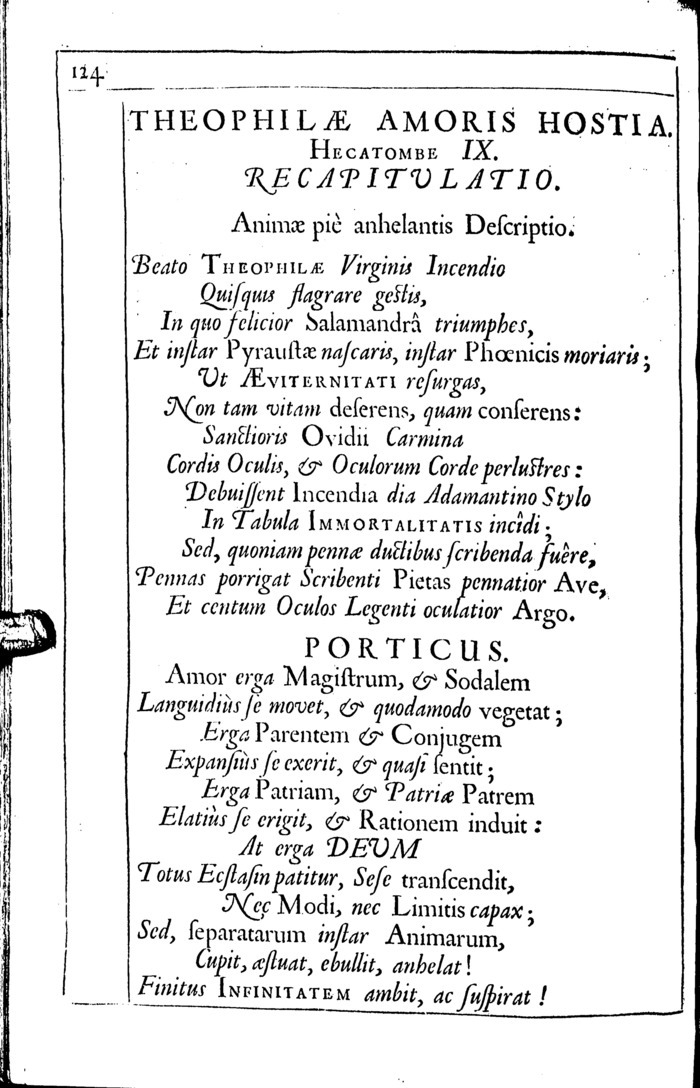 124
THEOPHILÆ AMORIS HOSTIA.
HECATOMBE IX.
RECAPITULATIO.
Animæ piè anhelantis Deſcriptio.
Beato THEOPHILÆ Virginis Incendio
Quiſquis flagrare geſtis,
In quo felicior Salamandrâ triumphes,
Et inſtar Pyrauſtæ naſcaris, inſtar Phœnicis moriaris;
Ut ÆVITERNITATI reſurgas,
Non tam vitam deſerens, quam conſerens:
Sanctioris Ovidii Carmina
Cordis Oculis, & Oculorum Corde perluſtres:
Debuiſſent Incendia dia Adamantino Stylo
In Tabula IMMORTALITATIS incîdi;
Sed, quoniam pennæ ductibus ſcribenda fuêre,
Pennas porrigat Scribenti Pietas pennatior Ave,
Et centum Oculos Legenti oculatior Argo.
PORTICUS.
Amor erga Magiſtrum, & Sodalem
Languidiùs ſe movet, & quodamodo vegetat;
Erga Parentem & Conjugem
Expanſiùs ſe exerit, & quaſi ſentit;
Erga Patriam, & Patriæ Patrem
Elatiùs ſe erigit, & Rationem induit:
At erga DEUM
Totus Ecſtaſin patitur, Seſe tranſcendit,
Nec Modi, nec Limitis capax;
Sed, ſeparatarum inſtar Animarum,
Cupit, æſtuat, ebullit, anhelat!
Finitus INFINITATEM ambit, ac ſuſpirat!